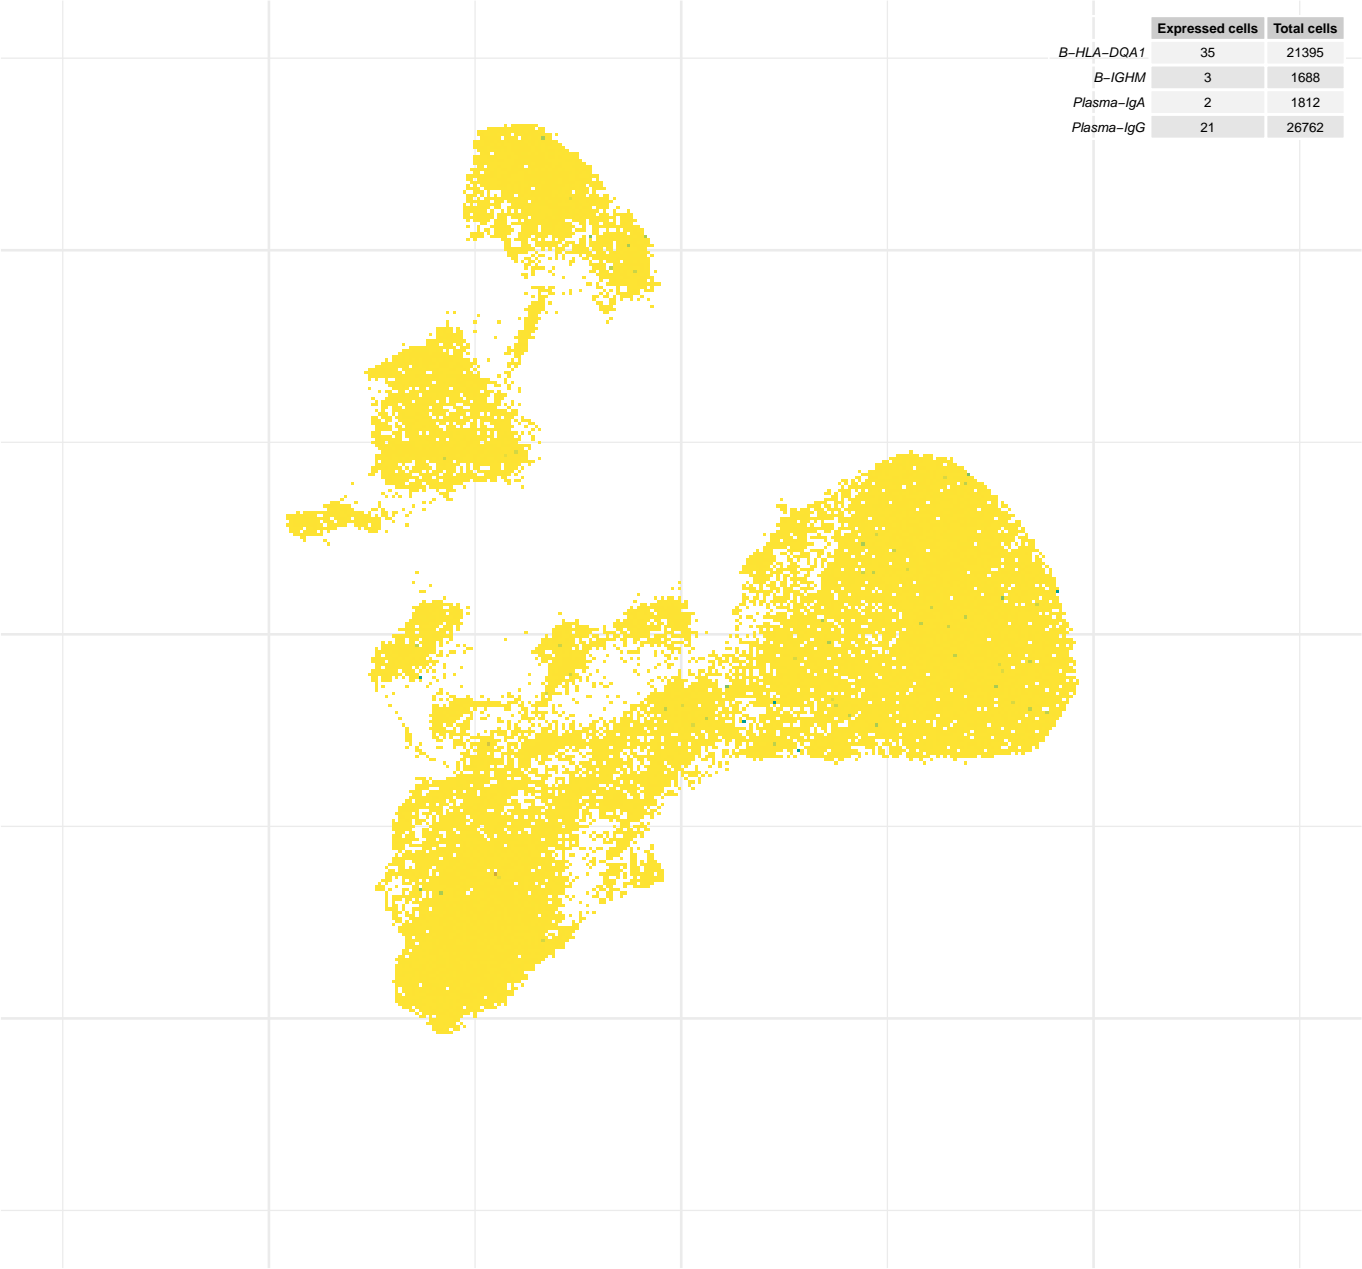 Expressed cells Total cells
B−HLA−DQA1 35 21395
B−IGHM 3 1688
Plasma−IgA 2 1812
Plasma−IgG 21 26762